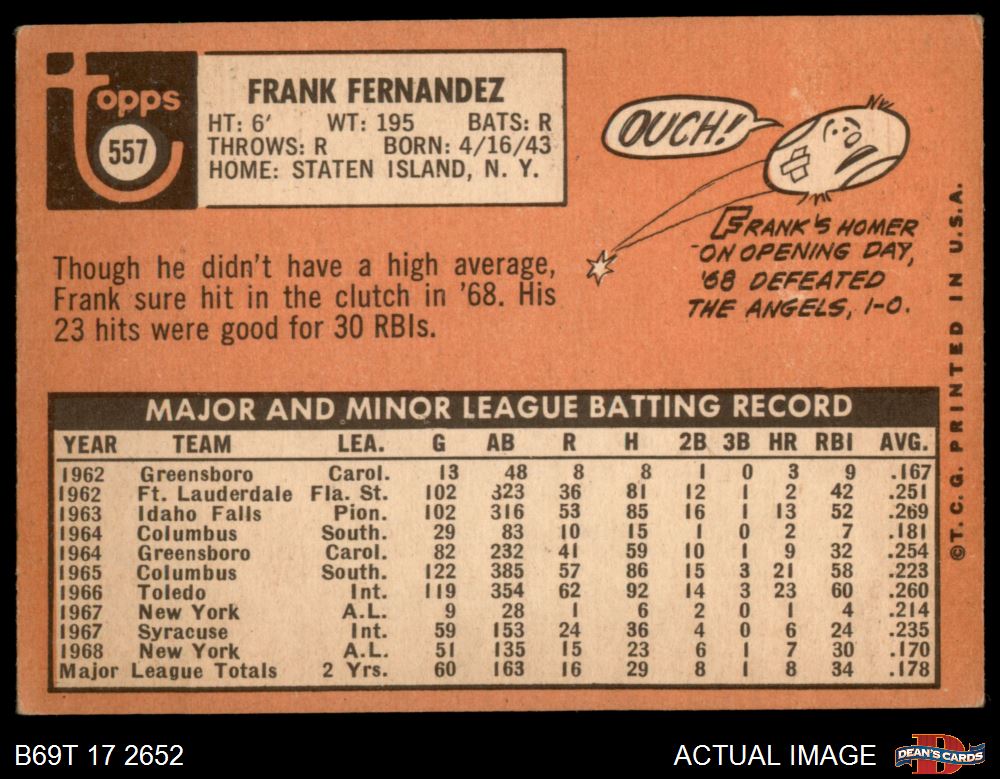 topps
557
FRANK FERNANDEZ
HT: 6' WT: 195 BATS: R
THROWS: R BORN: 4/16/43
HOME: STATEN ISLAND, N. Y.
OUCH!
FRANK'S HOMER
ON OPENING DAY,
'68 DEFEATED
THE ANGELS, 1-0.
Though he didn't have a high average,
Frank sure hit in the clutch in '68. His
23 hits were good for 30 RBIs.
MAJOR AND MINOR LEAGUE BATTING RECORD
YEAR TEAM LEA. G AB R H 2B 3B HR RBI AVG.
1962 Greensboro Carol. 13 48 8 8 1 0 3 9 .167
1962 Ft. Lauderdale Fla. St. 102 323 36 81 12 1 2 42 .251
1963 Idaho Falls Pion. 102 316 53 85 16 1 13 52 .269
1964 Columbus South. 29 83 10 15 1 0 2 7 .181
1964 Greensboro Carol. 82 232 41 59 10 1 9 32 .254
1965 Columbus South. 122 385 57 86 15 3 21 58 .223
1966 Toledo Int. 119 354 62 92 14 3 23 60 .260
1967 New York A.L. 9 28 1 6 2 0 1 4 .214
1967 Syracuse Int. 59 153 24 36 4 0 6 24 .235
1968 New York A.L. 51 135 15 23 6 1 7 30 .170
Major League Totals 2 Yrs. 60 163 16 29 8 1 8 34 .178
©T. C. G. PRINTED IN U.S.A.
B69T 17 2652
ACTUAL IMAGE
D
DEAN'S CARDS